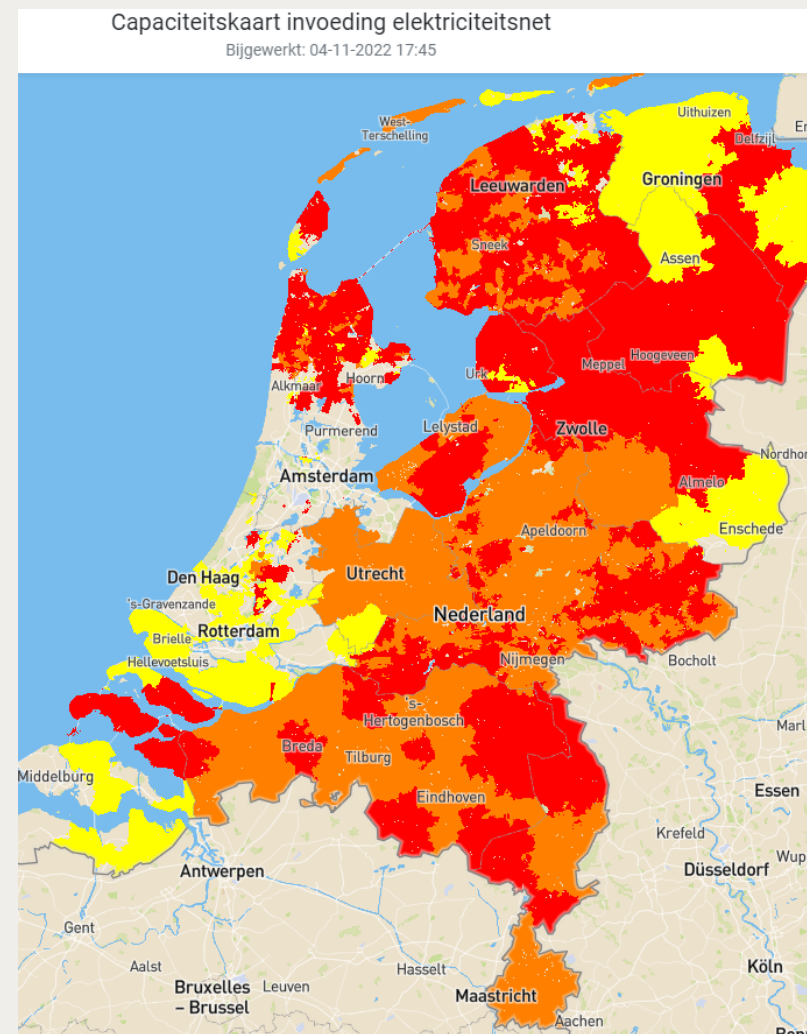 Capaciteitskaart invoeding elektriciteitsnet
Bijgewerkt: 04-11-2022 17:45
Uithuizen
West-
Terschelling
Delfzijl
Leeuwarden
Groningen
Sneek
Assen
Meppel
Hoogeveen
Urk
Alkmaar
Hoorn
Lelystad
Zwolle
Purmerend
Nordhor
Amsterdam
Almelo
Apeldoorn
Enschede
Den Haag
Utrecht
's-Gravenzande
Nederland
Rotterdam
Brielle
Hellevoetsluis
Nijmegen
Bocholt
's-
Hertogenbosch
Marl
Breda
Tilburg
Middelburg
Eindhoven
Essen
Krefeld
Wup
Antwerpen
Düsseldorf
Gent
Aalst
Hasselt
Köln
Bruxelles
– Brussel
Leuven
Maastricht
Aachen